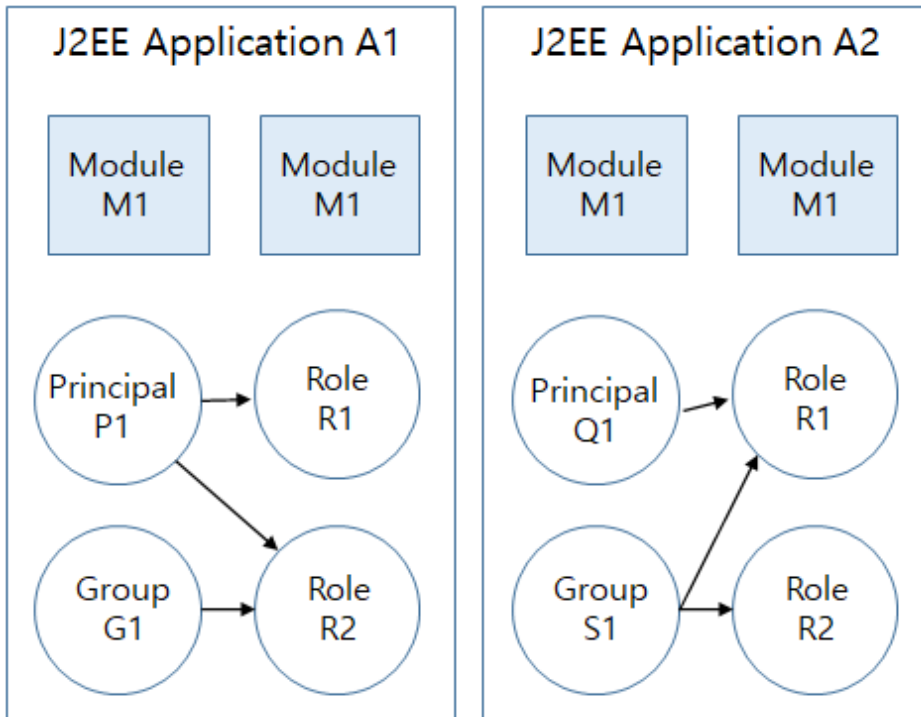 J2EE Application A1
Module
M1
Module
M1
Principal
P1
Role
R1
Group
G1
Role
R2
J2EE Application A2
Module
M1
Module
M1
Principal
Q1
Role
R1
Group
S1
Role
R2